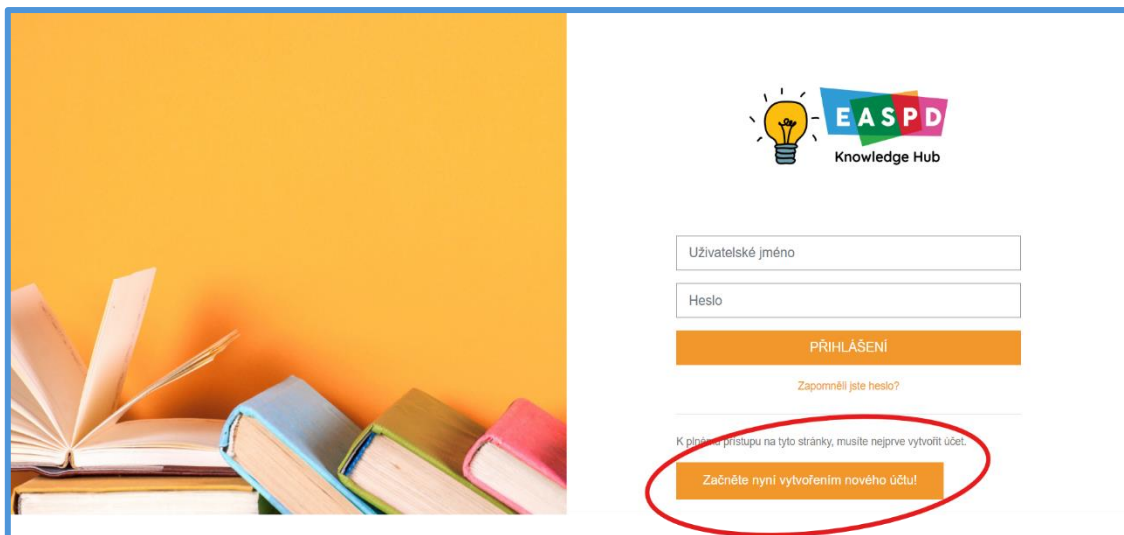 EASPD
Knowledge Hub
Uživatelské jméno
Heslo
PŘIHLÁŠENÍ
Zapomněli jste heslo?
K plnému přístupu na tyto stránky, musíte nejprve vytvořit účet.
Začněte nyní vytvořením nového účtu!